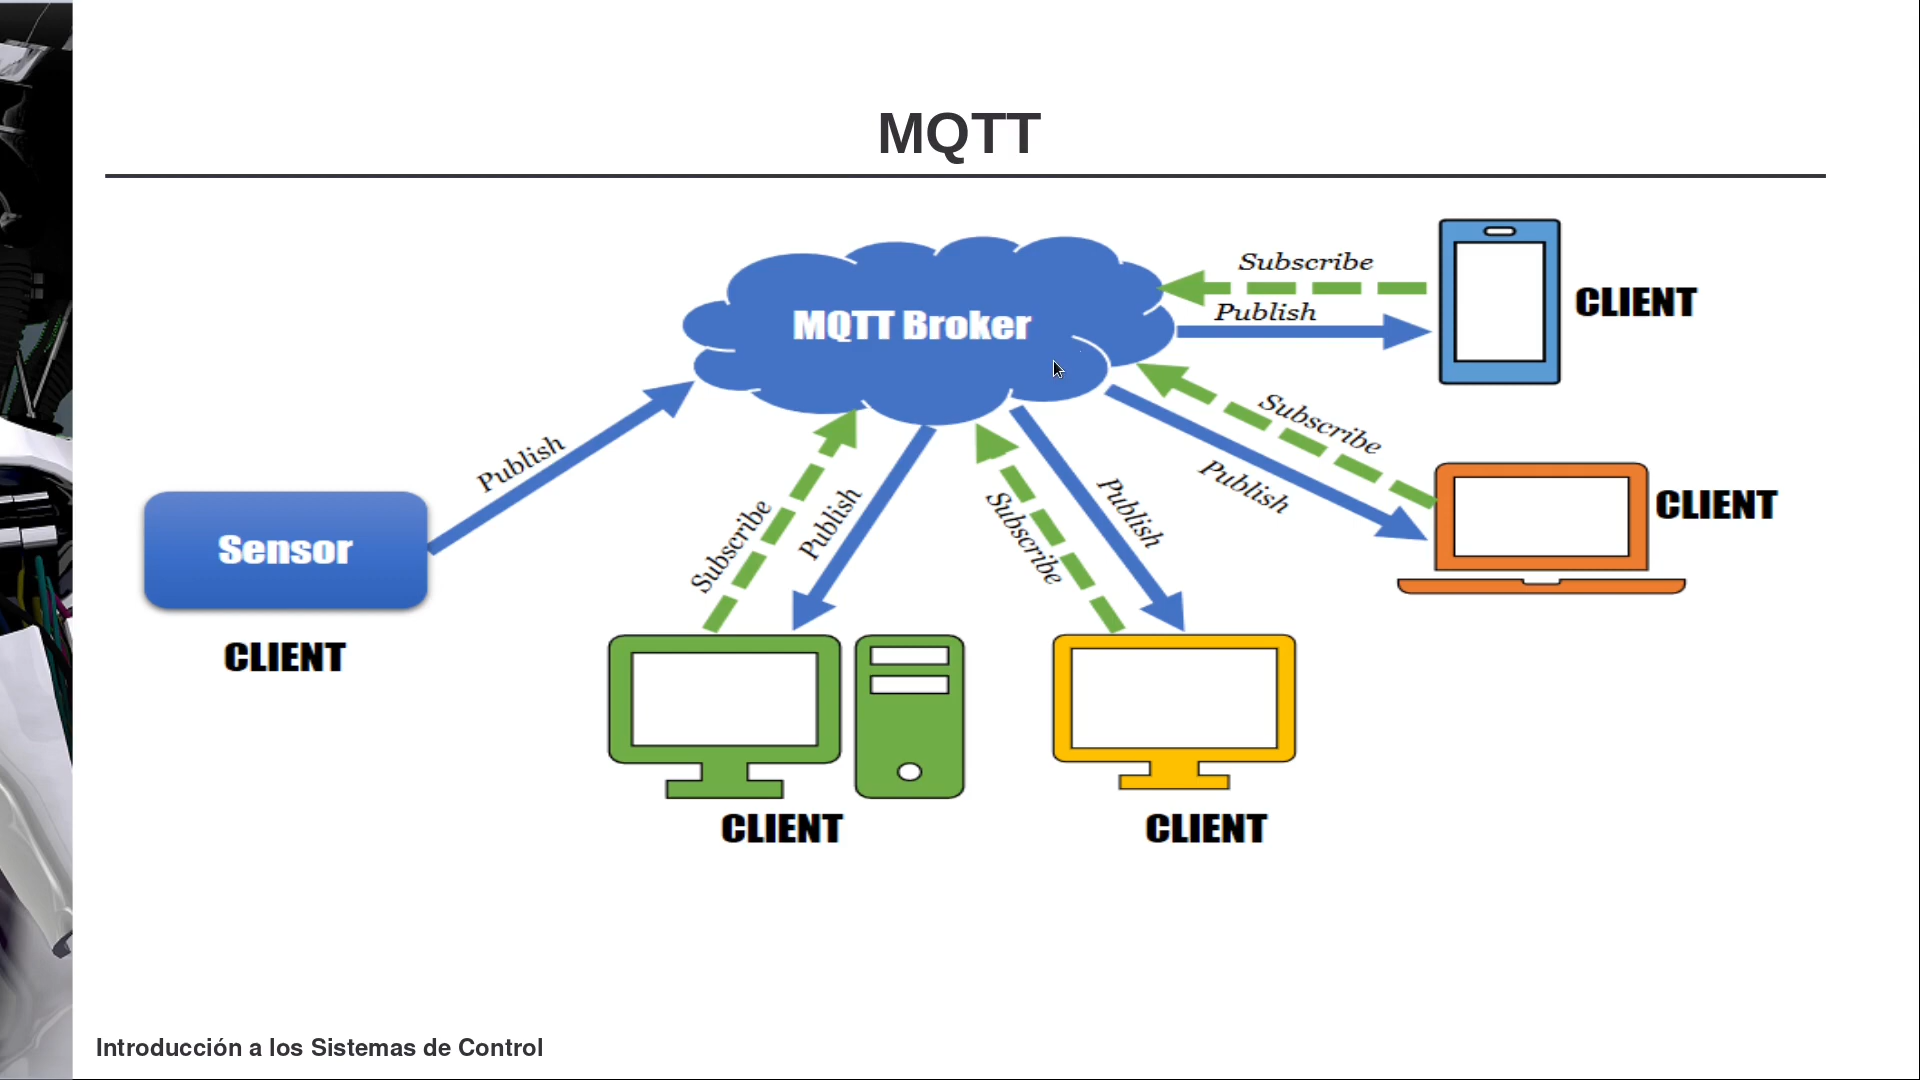 MQTT
MQTT Broker
Subscribe
Publish
CLIENT
Subscribe
Publish
CLIENT
Publish
Sensor
CLIENT
Subscribe
Publish
CLIENT
Subscribe
Publish
CLIENT
Introducción a los Sistemas de Control